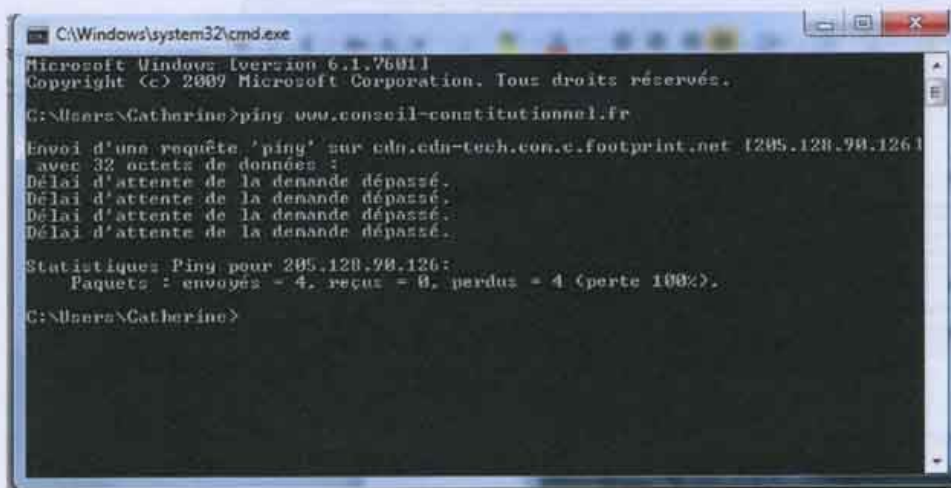 C:\Windows\system32\cmd.exe
Microsoft Windows [version 6.1.7601]
Copyright (c) 2009 Microsoft Corporation. Tous droits réservés.
C:\Users\Catherine>ping www.conseil-constitutionnel.fr
Envoi d'une requête 'ping' sur cdn.cdn-tech.com.c.footprint.net [205.128.90.126]
avec 32 octets de données :
Délai d'attente de la demande dépassé.
Délai d'attente de la demande dépassé.
Délai d'attente de la demande dépassé.
Délai d'attente de la demande dépassé.
Statistiques Ping pour 205.128.90.126:
Paquets : envoyés = 4, reçus = 0, perdus = 4 (perte 100%),
C:\Users\Catherine>